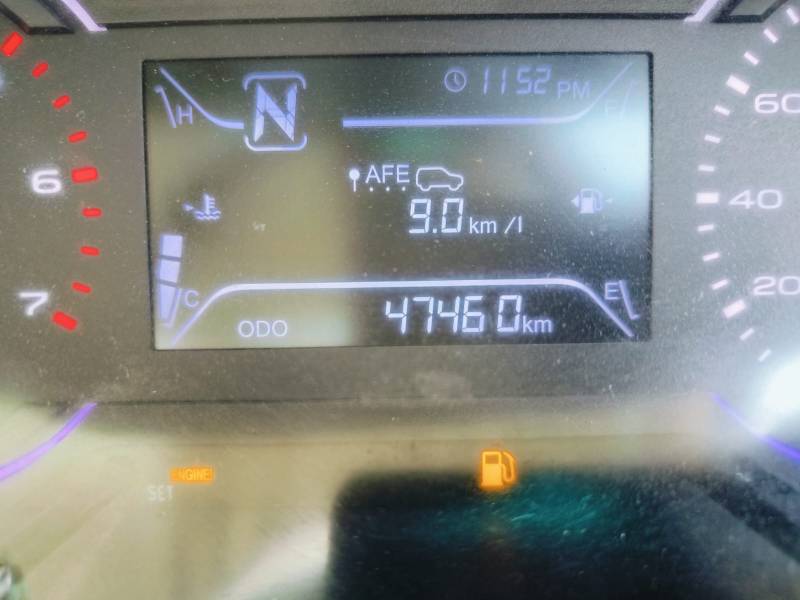 H N 11:52 PM F
AFE
9.0 km/l
6
60
40
7
20
C E
ODO 47460 km
ENGINE
SET